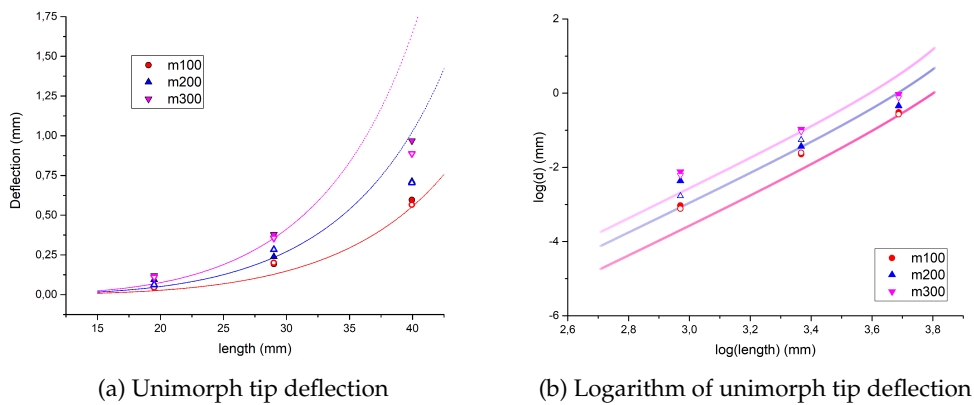 1,75
1,50
1,25
1,00
0,75
0,50
0,25
0,00
Deflection (mm)
m100
m200
m300
15 20 25 30 35 40
length (mm)
(a) Unimorph tip deflection
2
0
-2
-4
-6
log(d) (mm)
m100
m200
m300
2,6 2,8 3,0 3,2 3,4 3,6 3,8
log(length) (mm)
(b) Logarithm of unimorph tip deflection